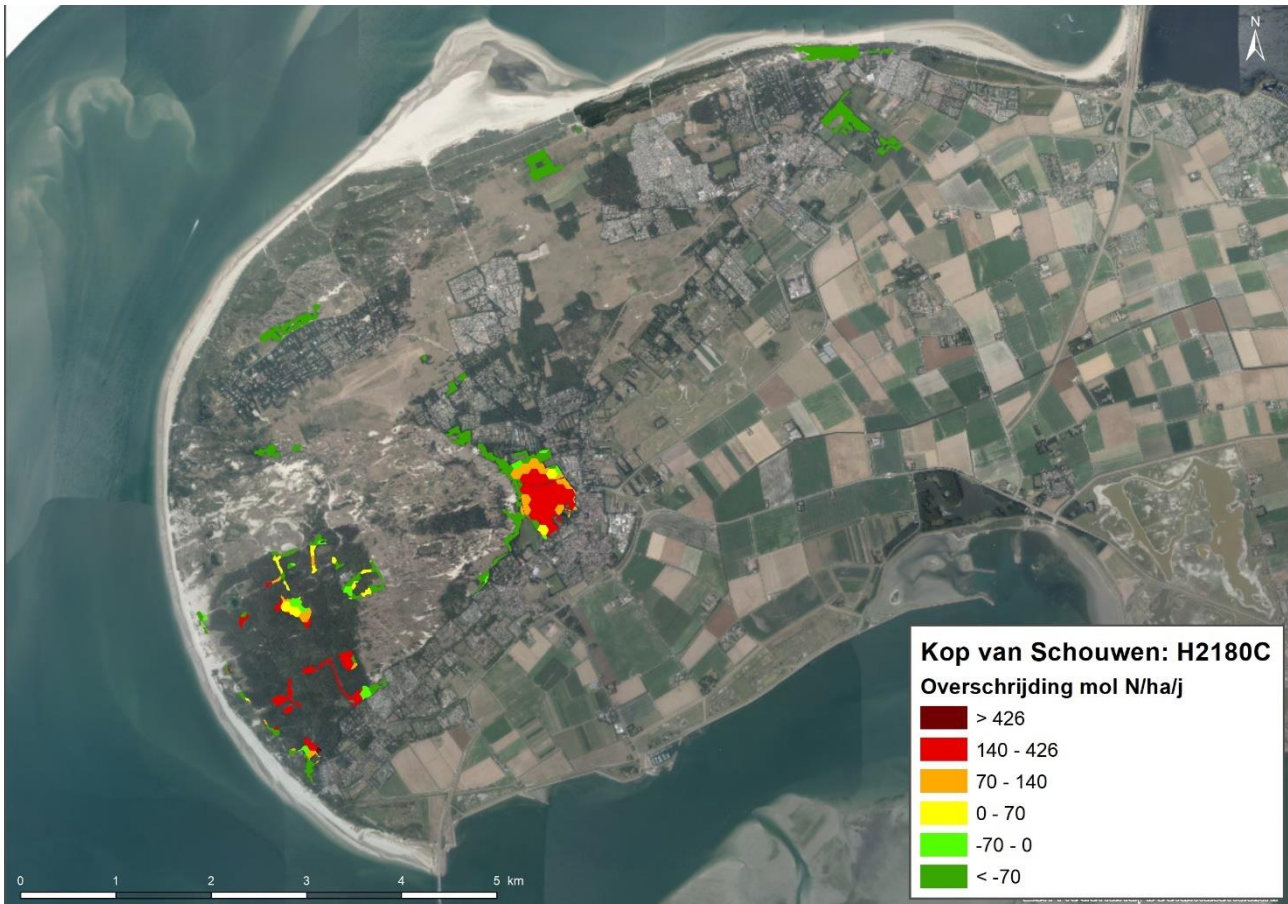 N
Kop van Schouwen: H2180C
Overschrijding mol N/ha/j
> 426
140 - 426
70 - 140
0 - 70
-70 - 0
< -70
0 1 2 3 4 5 km